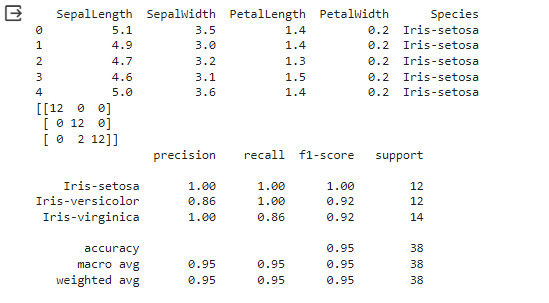 SepalLength SepalWidth PetalLength PetalWidth Species
0 5.1 3.5 1.4 0.2 Iris-setosa
1 4.9 3.0 1.4 0.2 Iris-setosa
2 4.7 3.2 1.3 0.2 Iris-setosa
3 4.6 3.1 1.5 0.2 Iris-setosa
4 5.0 3.6 1.4 0.2 Iris-setosa
[[12 0 0]
[ 0 12 0]
[ 0 2 12]]
precision recall f1-score support
Iris-setosa 1.00 1.00 1.00 12
Iris-versicolor 0.86 1.00 0.92 12
Iris-virginica 1.00 0.86 0.92 14
accuracy 0.95 38
macro avg 0.95 0.95 0.95 38
weighted avg 0.95 0.95 0.95 38